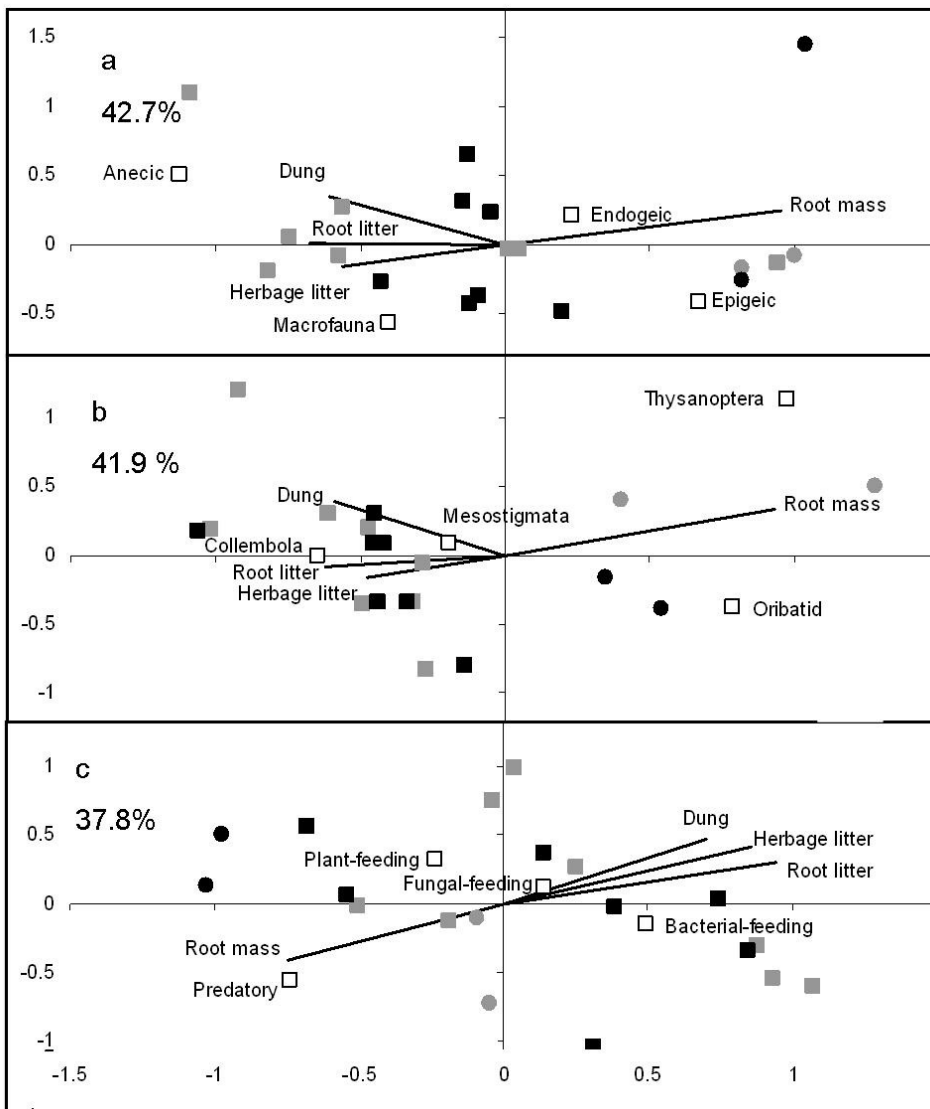 1.5
a
42.7%
1
Anecic
0.5
Dung
Endogeic
Root mass
Root litter
0
Herbage litter
Epigeic
-0.5
Macrofauna
b
41.9 %
1
Thysanoptera
0.5
Dung
Mesostigmata
Root mass
0
Collembola
Root litter
Herbage litter
-0.5
Oribatid
-1
c
37.8%
1
Dung
0.5
Plant-feeding
Herbage litter
Fungal-feeding
Root litter
0
Root mass
Bacterial-feeding
-0.5
Predatory
-1
-1.5 -1 -0.5 0 0.5 1